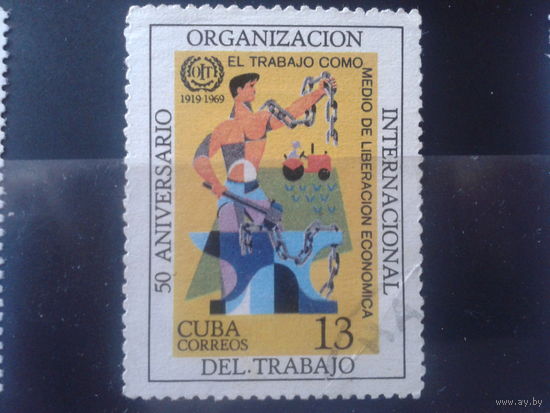 ORGANIZACION
INTERNACIONAL
DEL. TRABAJO
50 ANIVERSARIO
OIT
1919-1969
EL TRABAJO COMO
MEDIO DE LIBERACION ECONOMICA
CUBA 13
CORREOS
www.ay.by